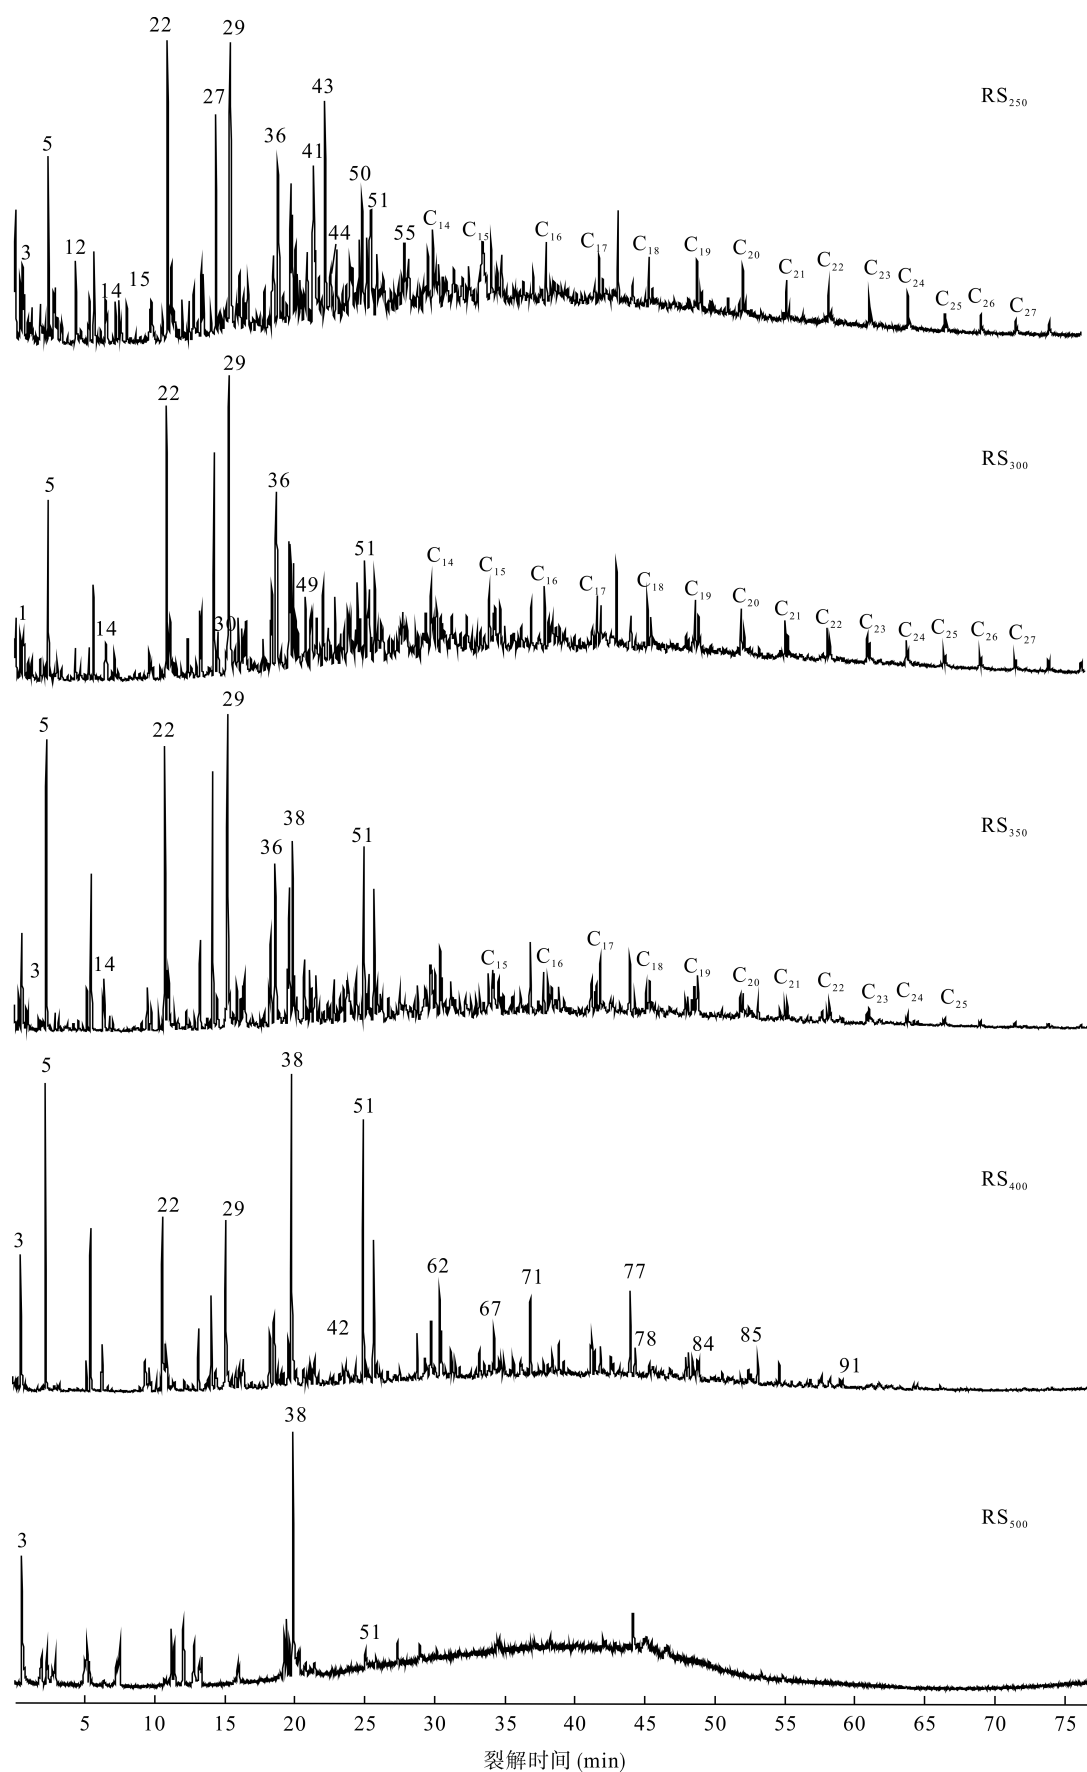 22 29
27 43
RS₂₅₀
5 36 41 50 51
3 12 14 15 44 55 C₁₄ C₁₅ C₁₆ C₁₇ C₁₈ C₁₉ C₂₀ C₂₁ C₂₂ C₂₃ C₂₄ C₂₅ C₂₆ C₂₇
29
22
RS₃₀₀
5 36
1 14 30 49 51 C₁₄ C₁₅ C₁₆ C₁₇ C₁₈ C₁₉ C₂₀ C₂₁ C₂₂ C₂₃ C₂₄ C₂₅ C₂₆ C₂₇
29
5 22
RS₃₅₀
36 38 51
3 14 C₁₅ C₁₆ C₁₇ C₁₈ C₁₉ C₂₀ C₂₁ C₂₂ C₂₃ C₂₄ C₂₅
5 38
51
RS₄₀₀
3 22 29
42 62 67 71 77 78 84 85 91
38
RS₅₀₀
3
51
5 10 15 20 25 30 35 40 45 50 55 60 65 70 75
裂解时间 (min)